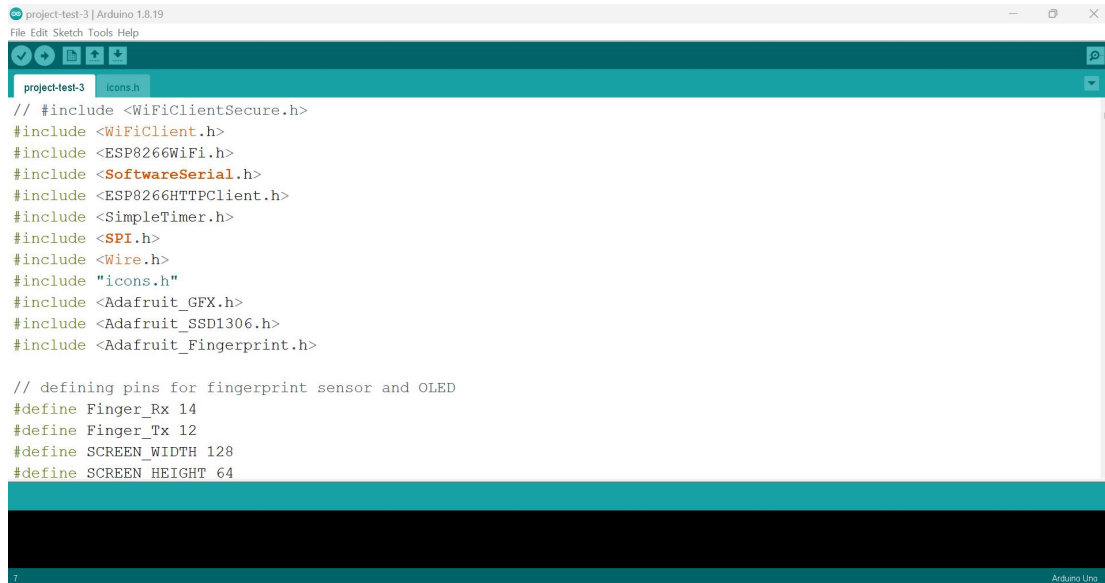 project-test-3 | Arduino 1.8.19
File Edit Sketch Tools Help
project-test-3 icons.h
// #include <WiFiClientSecure.h>
#include <WiFiClient.h>
#include <ESP8266WiFi.h>
#include <SoftwareSerial.h>
#include <ESP8266HTTPClient.h>
#include <SimpleTimer.h>
#include <SPI.h>
#include <Wire.h>
#include "icons.h"
#include <Adafruit_GFX.h>
#include <Adafruit_SSD1306.h>
#include <Adafruit_Fingerprint.h>
// defining pins for fingerprint sensor and OLED
#define Finger_Rx 14
#define Finger_Tx 12
#define SCREEN_WIDTH 128
#define SCREEN_HEIGHT 64
7 Arduino Uno